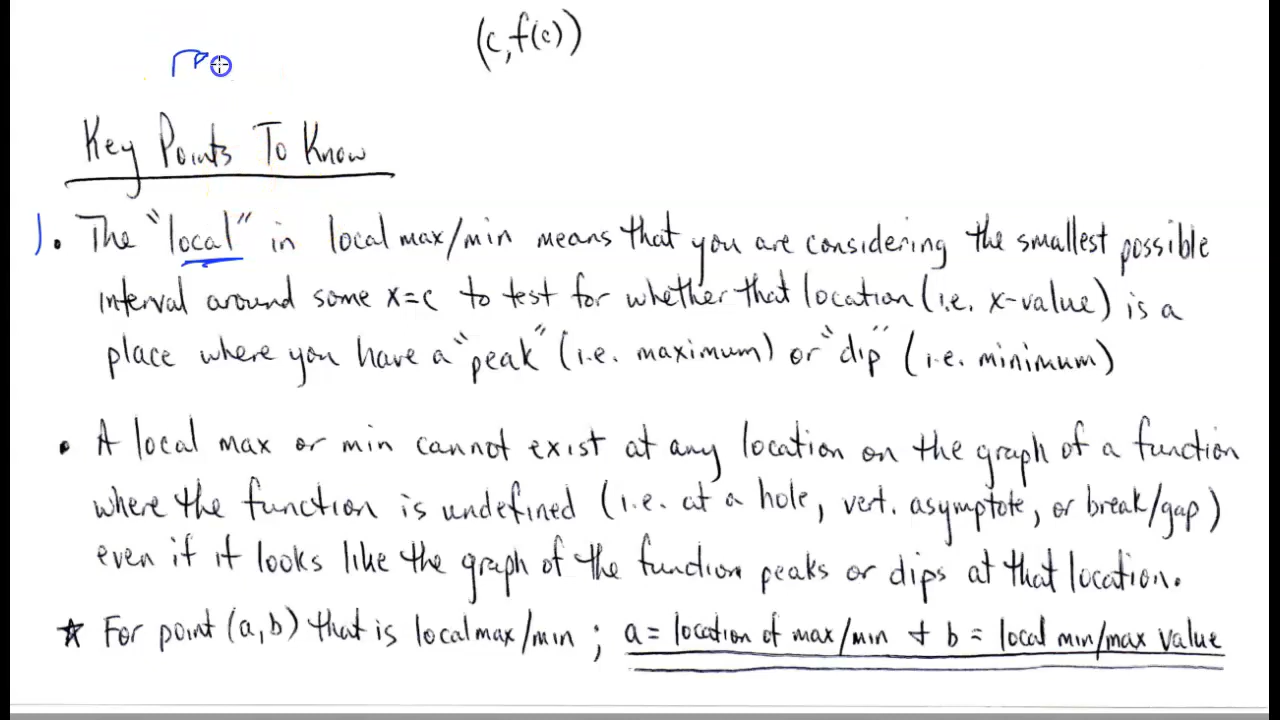 (c, f(c))
Key Points To Know
1. The "local" in local max/min means that you are considering the smallest possible
interval around some x=c to test for whether that location (i.e. x-value) is a
place where you have a "peak" (i.e. maximum) or "dip" (i.e. minimum)
• A local max or min cannot exist at any location on the graph of a function
where the function is undefined (i.e. at a hole, vert. asymptote, or break/gap)
even if it looks like the graph of the function peaks or dips at that location.
★ For point (a,b) that is local max/min; a = location of max/min + b = local min/max value